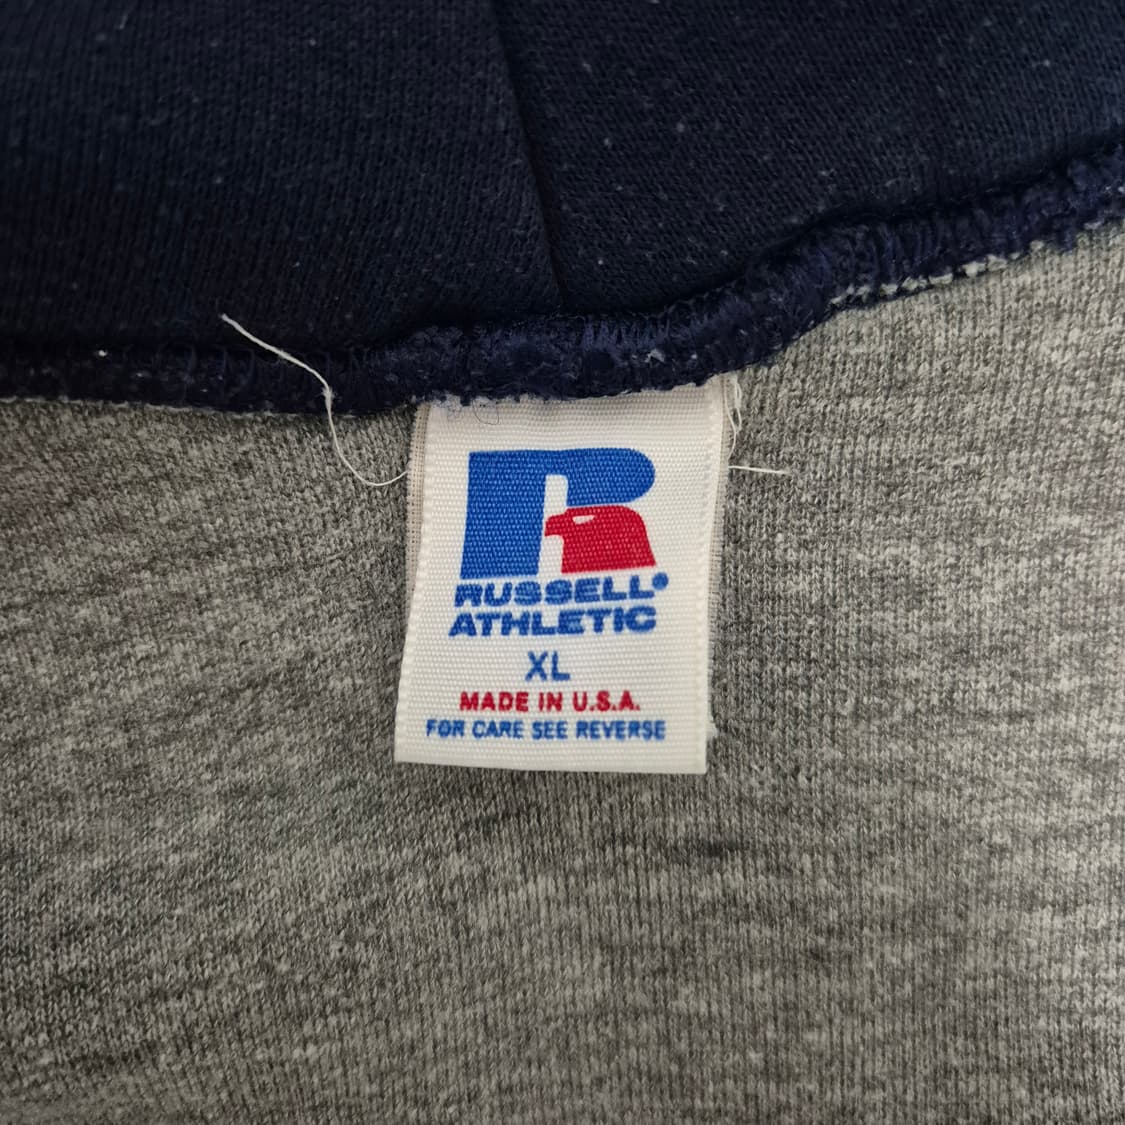 RUSSELL®
ATHLETIC
XL
MADE IN U.S.A.
FOR CARE SEE REVERSE